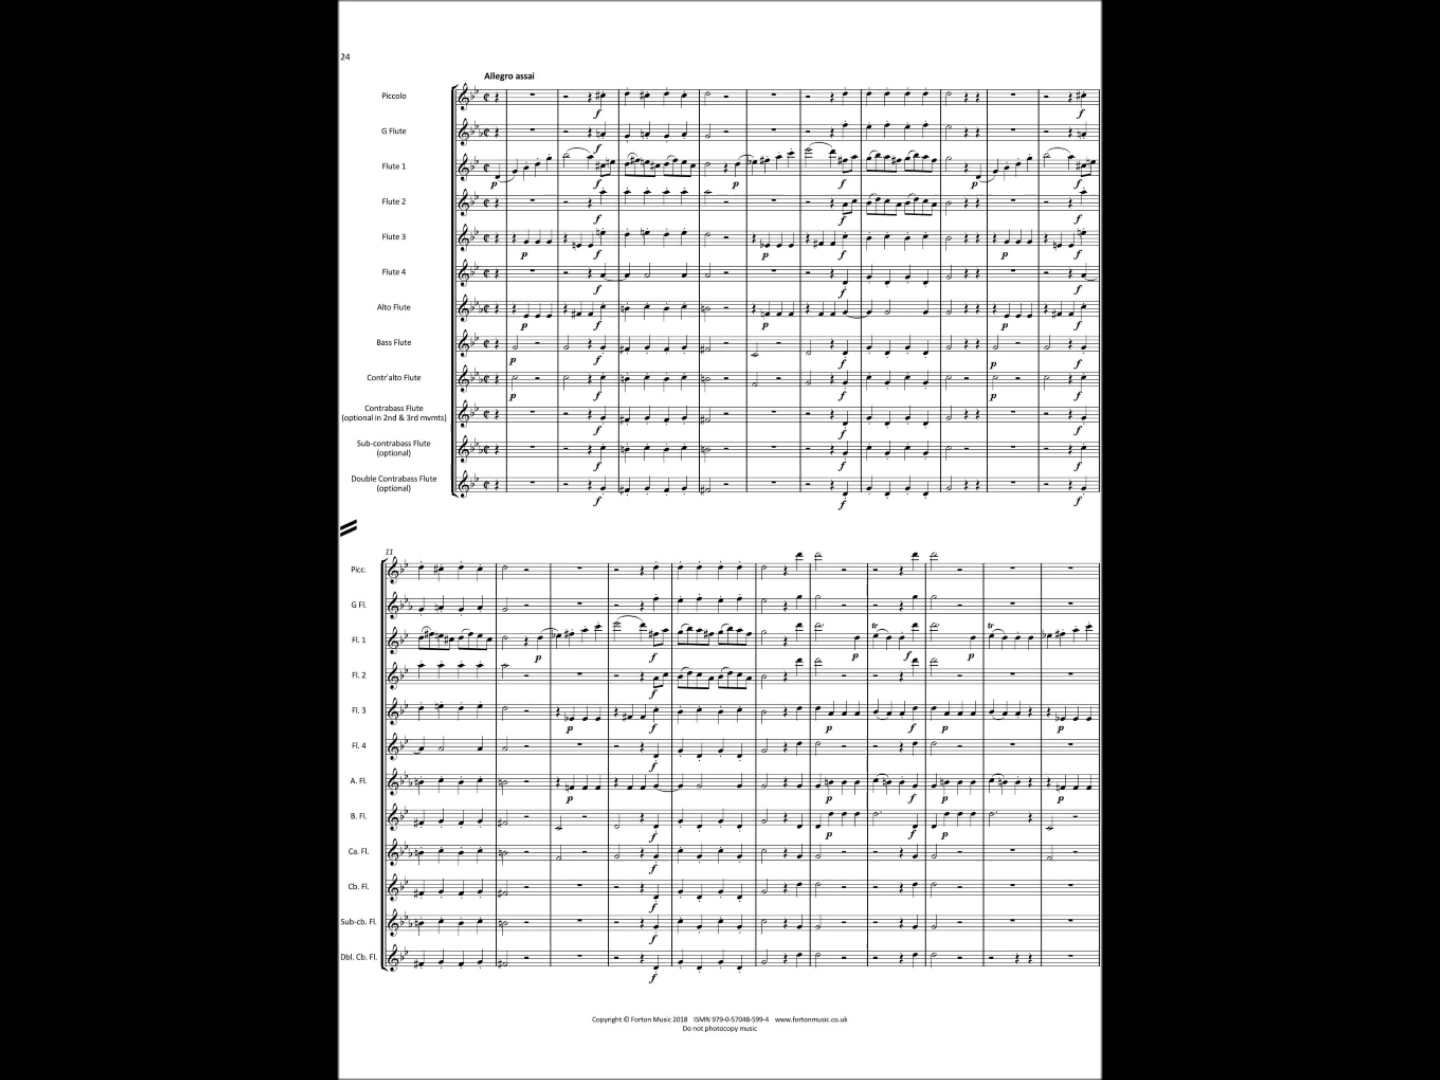 24
Allegro assai
Piccolo
f
G Flute
f
Flute 1
p f p f p f
Flute 2
f f f
Flute 3
p f p f p f
Flute 4
f f f
Alto Flute
p f p p f
Bass Flute
p f f p f
Contr'alto Flute
p f f p f
Contrabass Flute
(optional in 2nd & 3rd mvmts)
f f f
Sub-contrabass Flute
(optional)
f f f
Double Contrabass Flute
(optional)
f f f
11
Picc.
G Fl.
Fl. 1
p f p f p
tr tr
Fl. 2
f
Fl. 3
p f p f p p
Fl. 4
f
A. Fl.
p p f p p
B. Fl.
f p f p
Ca. Fl.
f
Cb. Fl.
f
Sub-cb. Fl.
f
Dbl. Cb. Fl.
f
Copyright © Forton Music 2018 ISMN 979-0-57048-599-4 www.fortonmusic.co.uk
Do not photocopy music